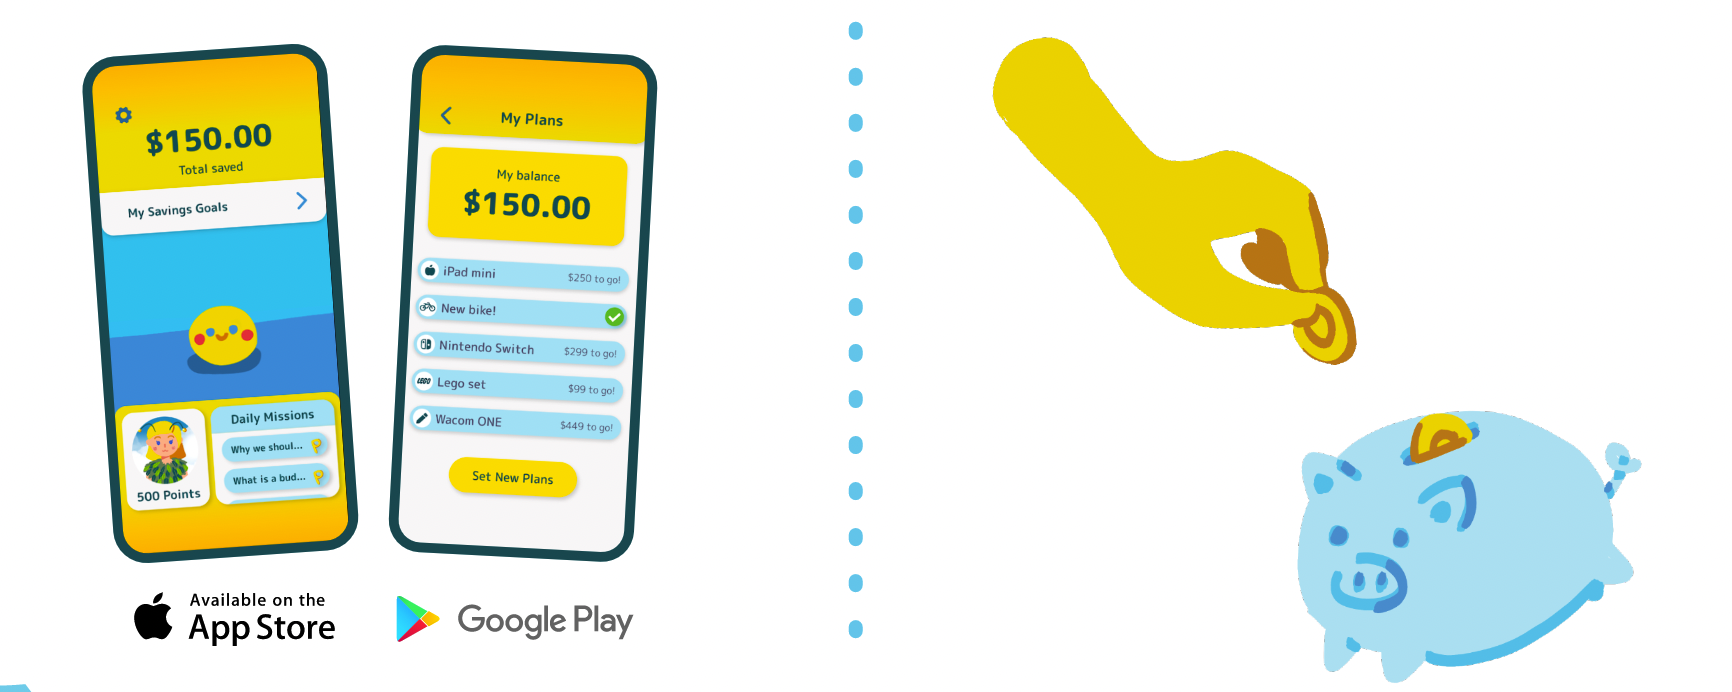 $150.00
Total saved
My Savings Goals
500 Points
Daily Missions
Why we shoul...
What is a bud...
My Plans
My balance
$150.00
iPad mini $250 to go!
New bike!
Nintendo Switch $299 to go!
LEGO Lego set $99 to go!
Wacom ONE $449 to go!
Set New Plans
Available on the
App Store
Google Play